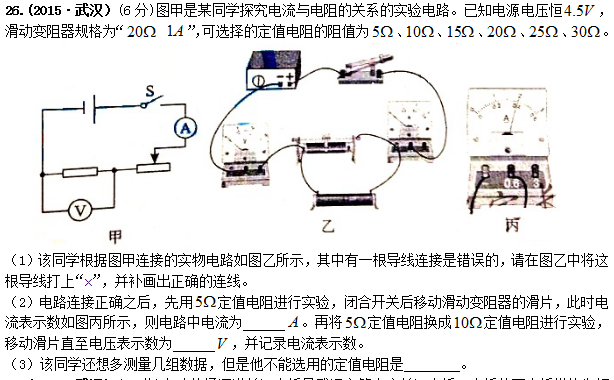 26.(2015·武汉)(6分)图甲是某同学探究电流与电阻的关系的实验电路。已知电源电压恒4.5V，
滑动变阻器规格为“20Ω 1A”,可选择的定值电阻的阻值为5Ω、10Ω、15Ω、20Ω、25Ω、30Ω。
S
A
V
甲
乙
A
0.6
3
丙
(1)该同学根据图甲连接的实物电路如图乙所示，其中有一根导线连接是错误的，请在图乙中将这
根导线打上“×”，并补画出正确的连线。
(2)电路连接正确之后，先用5Ω定值电阻进行实验，闭合开关后移动滑动变阻器的滑片，此时电
流表示数如图丙所示，则电路中电流为_____A。再将5Ω定值电阻换成10Ω定值电阻进行实验，
移动滑片直至电压表示数为_____V，并记录电流表示数。
(3)该同学还想多测量几组数据，但是他不能选用的定值电阻是_______。